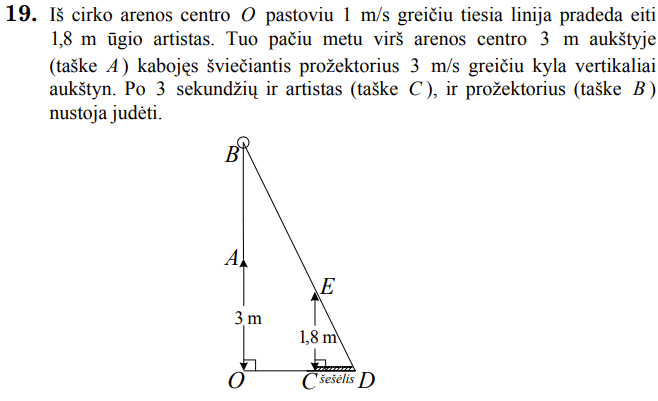 19. Iš cirko arenos centro O pastoviu 1 m/s greičiu tiesia linija pradeda eiti
1,8 m ūgio artistas. Tuo pačiu metu virš arenos centro 3 m aukštyje
(taške A) kabojęs šviečiantis prožektorius 3 m/s greičiu kyla vertikaliai
aukštyn. Po 3 sekundžių ir artistas (taške C), ir prožektorius (taške B)
nustoja judėti.
B
A
E
3 m
1,8 m
O
C šešėlis D